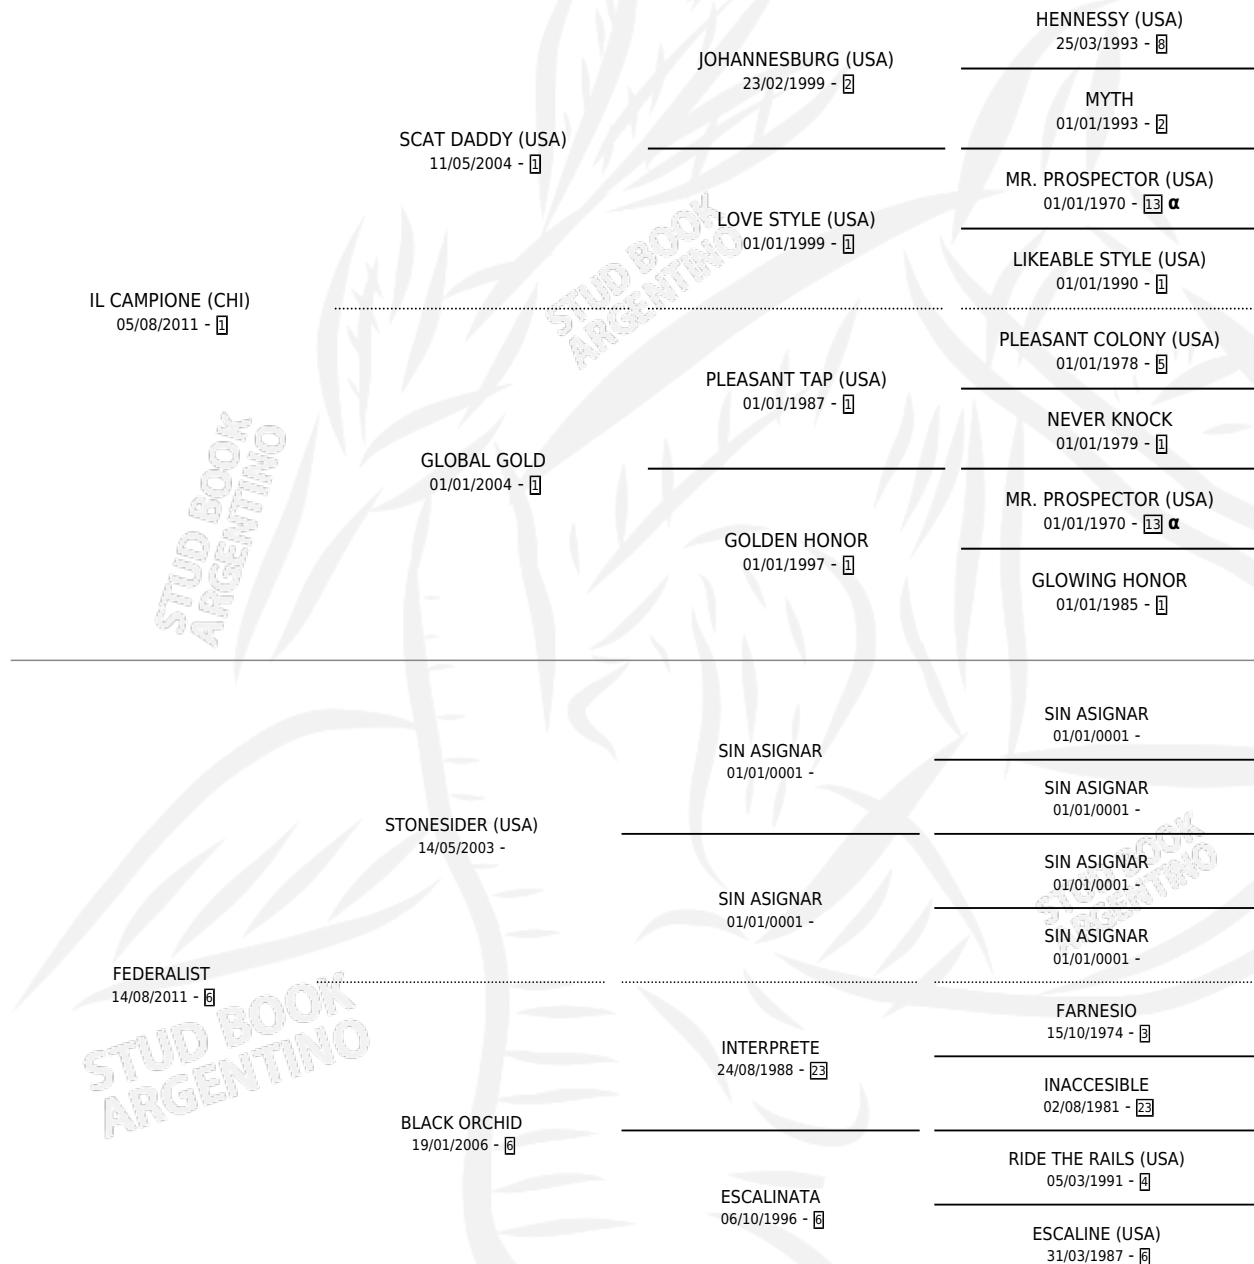 HENNESSY (USA)
25/03/1993 - 8
JOHANNESBURG (USA)
23/02/1999 - 2
MYTH
01/01/1993 - 2
SCAT DADDY (USA)
11/05/2004 - 1
MR. PROSPECTOR (USA)
01/01/1970 - 13 α
LOVE STYLE (USA)
01/01/1999 - 1
LIKEABLE STYLE (USA)
01/01/1990 - 1
IL CAMPIONE (CHI)
05/08/2011 - 1
STUD BOOK
ARGENTINO
PLEASANT COLONY (USA)
01/01/1978 - 5
PLEASANT TAP (USA)
01/01/1987 - 1
NEVER KNOCK
01/01/1979 - 1
GLOBAL GOLD
01/01/2004 - 1
MR. PROSPECTOR (USA)
01/01/1970 - 13 α
GOLDEN HONOR
01/01/1997 - 1
GLOWING HONOR
01/01/1985 - 1
STUD BOOK
ARGENTINO
SIN ASIGNAR
01/01/0001 -
SIN ASIGNAR
01/01/0001 -
SIN ASIGNAR
01/01/0001 -
STONESIDER (USA)
14/05/2003 -
SIN ASIGNAR
01/01/0001 -
SIN ASIGNAR
01/01/0001 -
SIN ASIGNAR
01/01/0001 -
STUD BOOK
ARGENTINO
FEDERALIST
14/08/2011 - 6
STUD BOOK
ARGENTINO
FARNESIO
15/10/1974 - 3
INTERPRETE
24/08/1988 - 23
INACCESIBLE
02/08/1981 - 23
BLACK ORCHID
19/01/2006 - 6
RIDE THE RAILS (USA)
05/03/1991 - 4
ESCALINATA
06/10/1996 - 6
ESCALINE (USA)
31/03/1987 - 6